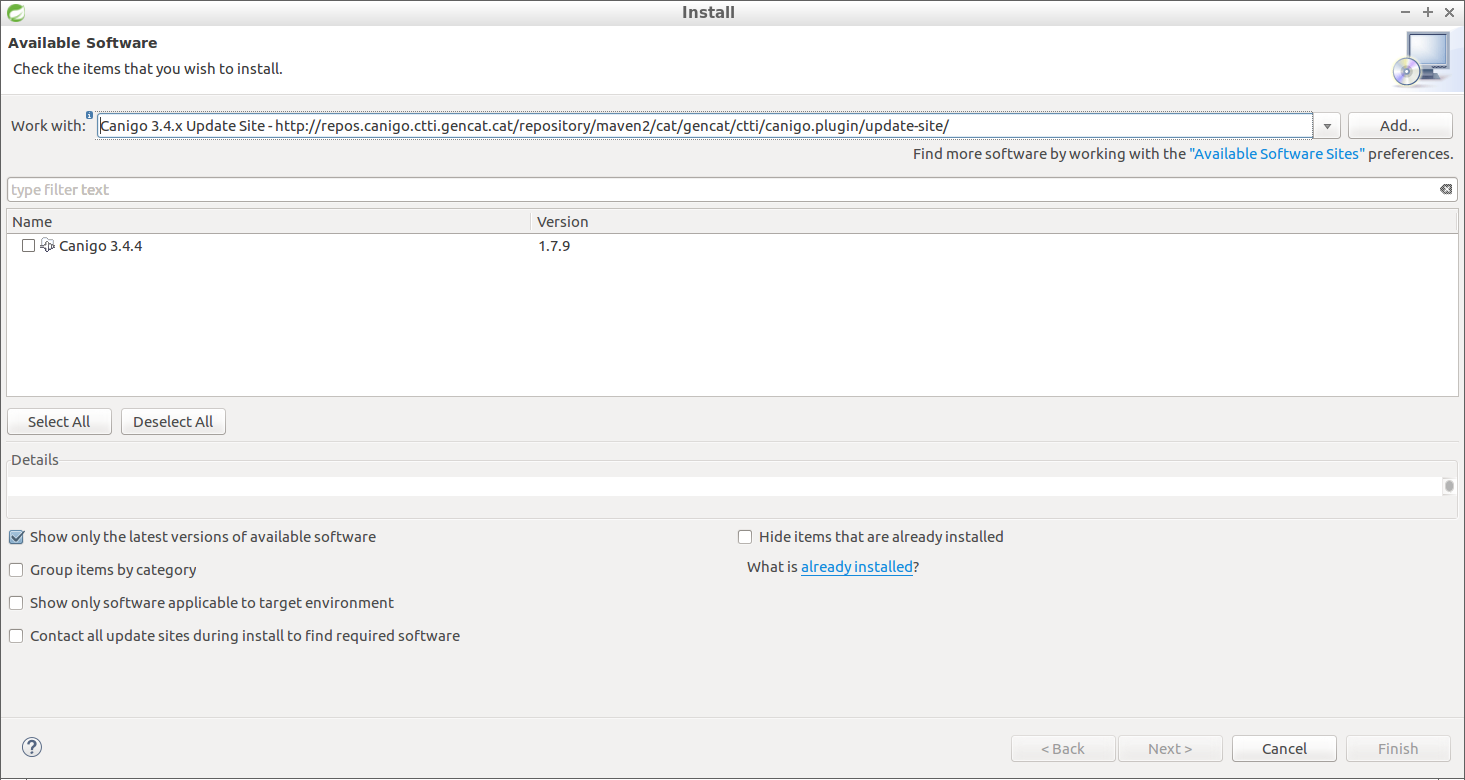 Install
Available Software
Check the items that you wish to install.
Work with: Canigo 3.4.x Update Site - http://repos.canigo.ctti.gencat.cat/repository/maven2/cat/gencat/ctti/canigo.plugin/update-site/ Add...
Find more software by working with the "Available Software Sites" preferences.
type filter text
Name Version
Canigo 3.4.4 1.7.9
Select All Deselect All
Details
Show only the latest versions of available software Hide items that are already installed
Group items by category What is already installed?
Show only software applicable to target environment
Contact all update sites during install to find required software
? < Back Next > Cancel Finish